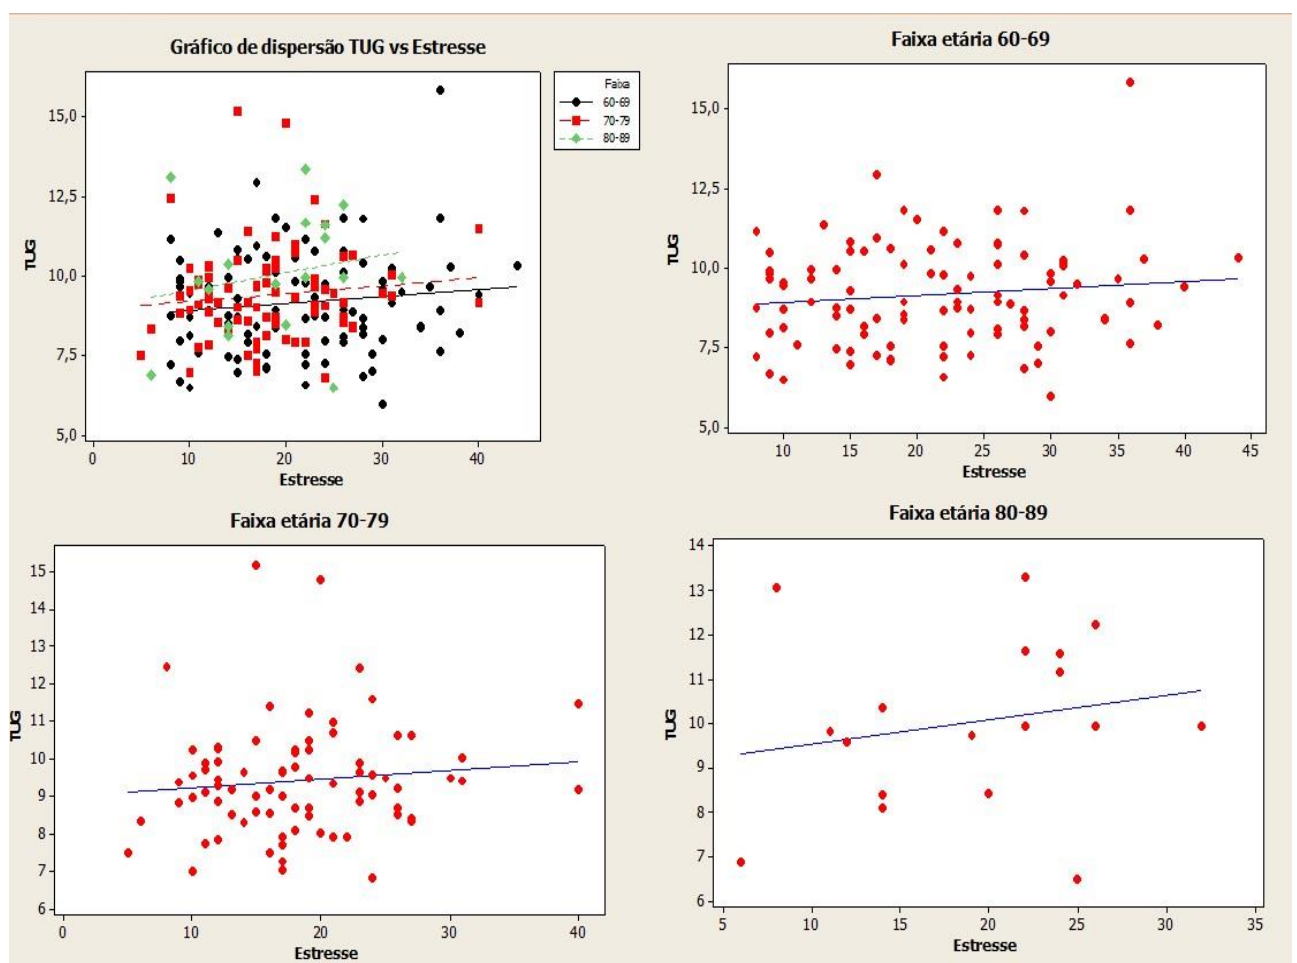 Gráfico de dispersão TUG vs Estresse
15,0
12,5
10,0
7,5
5,0
TUG
0 10 20 30 40
Estresse
Faixa
60-69
70-79
80-89
Faixa etária 60-69
15,0
12,5
10,0
7,5
5,0
TUG
10 15 20 25 30 35 40 45
Estresse
Faixa etária 70-79
15
14
13
12
11
10
9
8
7
6
TUG
0 10 20 30 40
Estresse
Faixa etária 80-89
14
13
12
11
10
9
8
7
6
TUG
5 10 15 20 25 30 35
Estresse